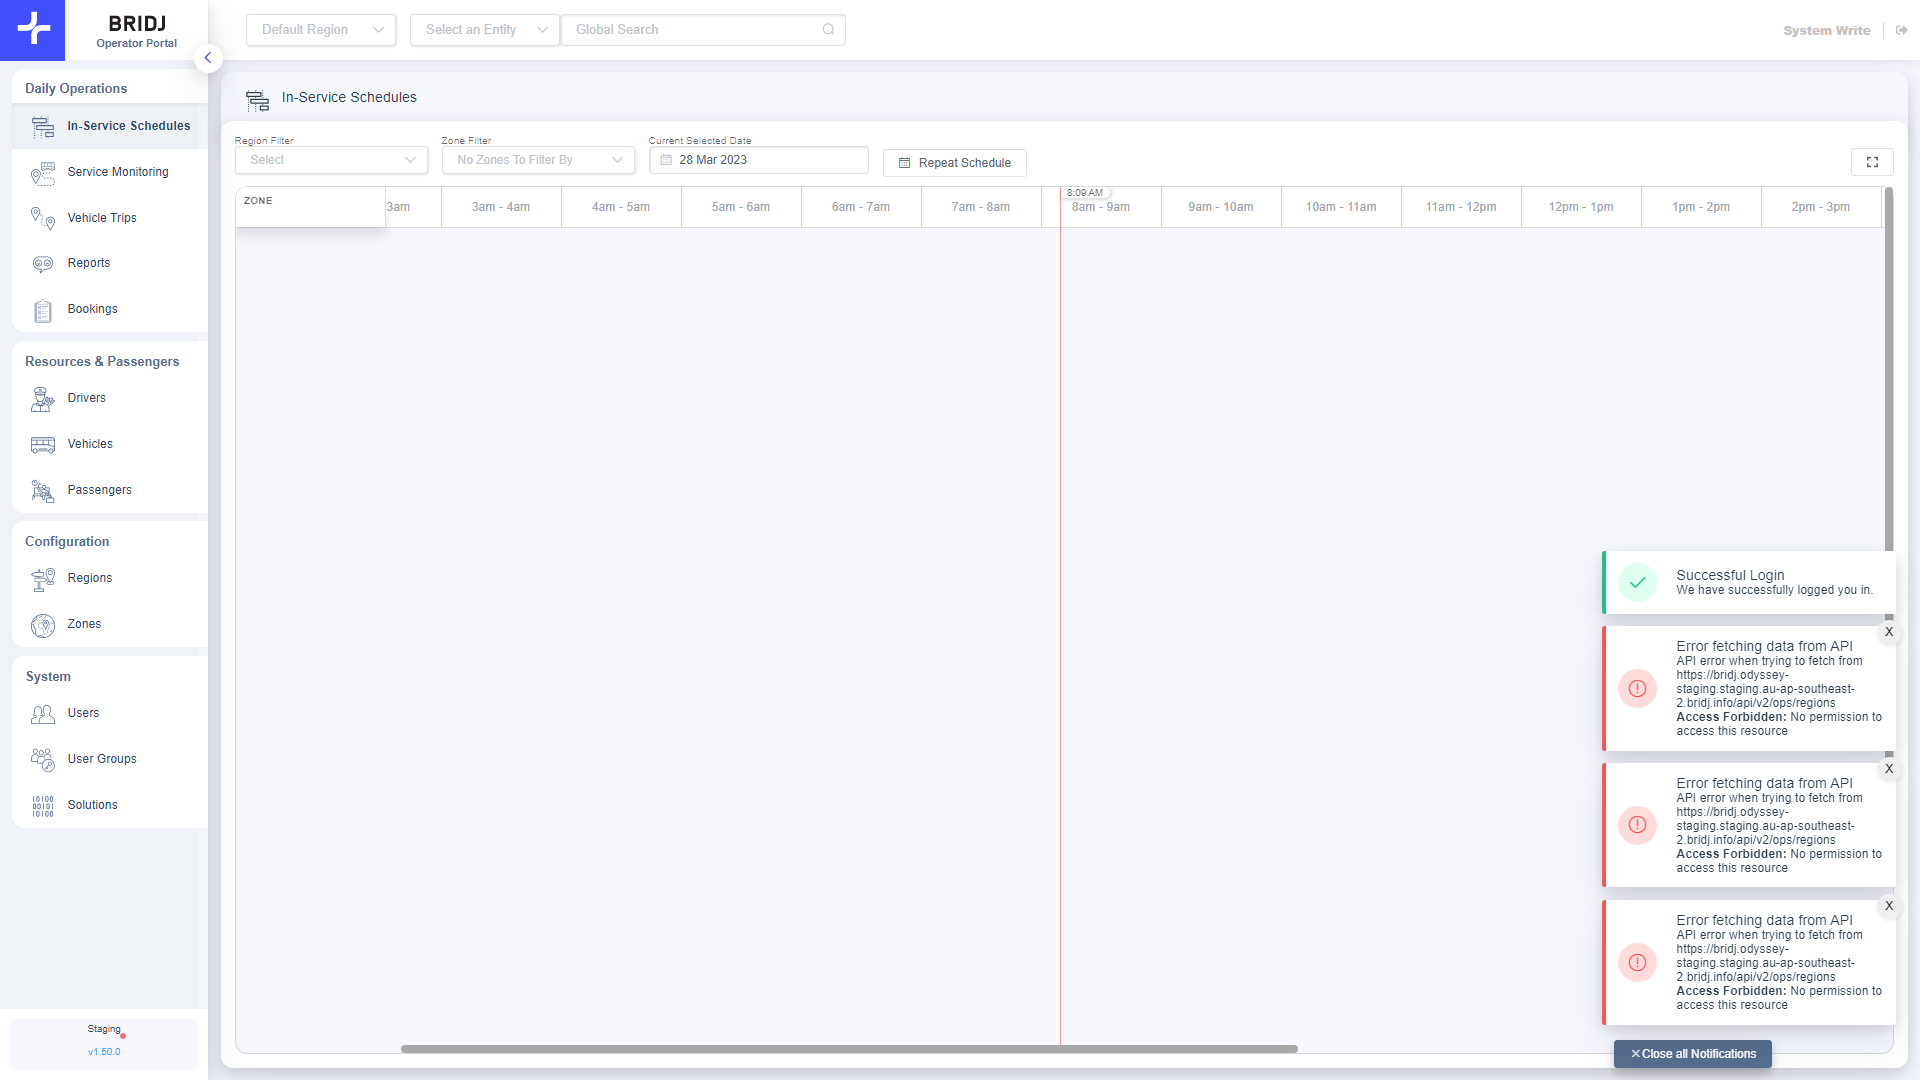 BRIDJ
Operator Portal
Default Region
Select an Entity
Global Search
System Write
Daily Operations
In-Service Schedules
Service Monitoring
Vehicle Trips
Reports
Bookings
Resources & Passengers
Drivers
Vehicles
Passengers
Configuration
Regions
Zones
System
Users
User Groups
Solutions
Staging
v1.50.0
In-Service Schedules
Region Filter
Select
Zone Filter
No Zones To Filter By
Current Selected Date
28 Mar 2023
Repeat Schedule
8:09 AM
ZONE
3am
3am - 4am
4am - 5am
5am - 6am
6am - 7am
7am - 8am
8am - 9am
9am - 10am
10am - 11am
11am - 12pm
12pm - 1pm
1pm - 2pm
2pm - 3pm
Successful Login
We have successfully logged you in.
X
Error fetching data from API
API error when trying to fetch from
https://bridj.odyssey-
staging.staging.au-ap-southeast-
2.bridj.info/api/v2/ops/regions
Access Forbidden: No permission to
access this resource
X
Error fetching data from API
API error when trying to fetch from
https://bridj.odyssey-
staging.staging.au-ap-southeast-
2.bridj.info/api/v2/ops/regions
Access Forbidden: No permission to
access this resource
X
Error fetching data from API
API error when trying to fetch from
https://bridj.odyssey-
staging.staging.au-ap-southeast-
2.bridj.info/api/v2/ops/regions
Access Forbidden: No permission to
access this resource
✕Close all Notifications